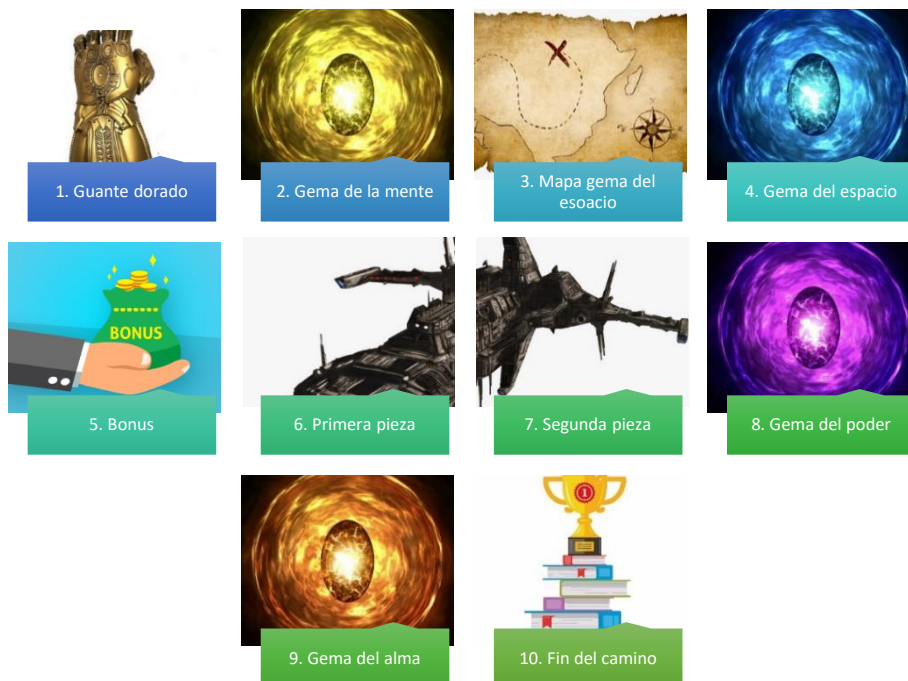 1. Guante dorado
2. Gema de la mente
3. Mapa gema del
esoacio
4. Gema del espacio
BONUS
5. Bonus
6. Primera pieza
7. Segunda pieza
8. Gema del poder
1
9. Gema del alma
10. Fin del camino